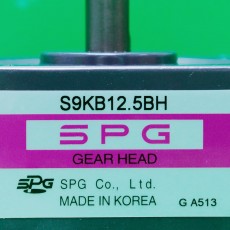 S9KB12.5BH
SPG
GEAR HEAD
SPG SPG Co., Ltd.
MADE IN KOREA G A513